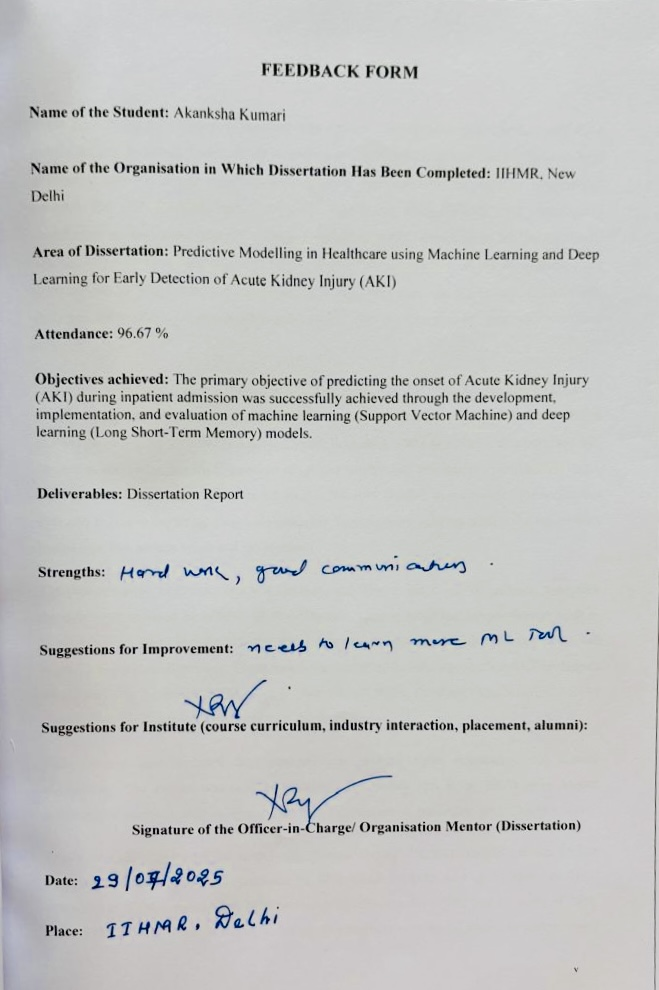 FEEDBACK FORM
Name of the Student: Akanksha Kumari
Name of the Organisation in Which Dissertation Has Been Completed: IIHMR, New
Delhi
Area of Dissertation: Predictive Modelling in Healthcare using Machine Learning and Deep
Learning for Early Detection of Acute Kidney Injury (AKI)
Attendance: 96.67 %
Objectives achieved: The primary objective of predicting the onset of Acute Kidney Injury
(AKI) during inpatient admission was successfully achieved through the development,
implementation, and evaluation of machine learning (Support Vector Machine) and deep
learning (Long Short-Term Memory) models.
Deliverables: Dissertation Report
Strengths: Hard work, good communications.
Suggestions for Improvement: needs to learn more ML Tool.
Suggestions for Institute (course curriculum, industry interaction, placement, alumni):
Signature of the Officer-in-Charge/ Organisation Mentor (Dissertation)
Date: 29/07/2025
Place: IIHMR, Delhi
v